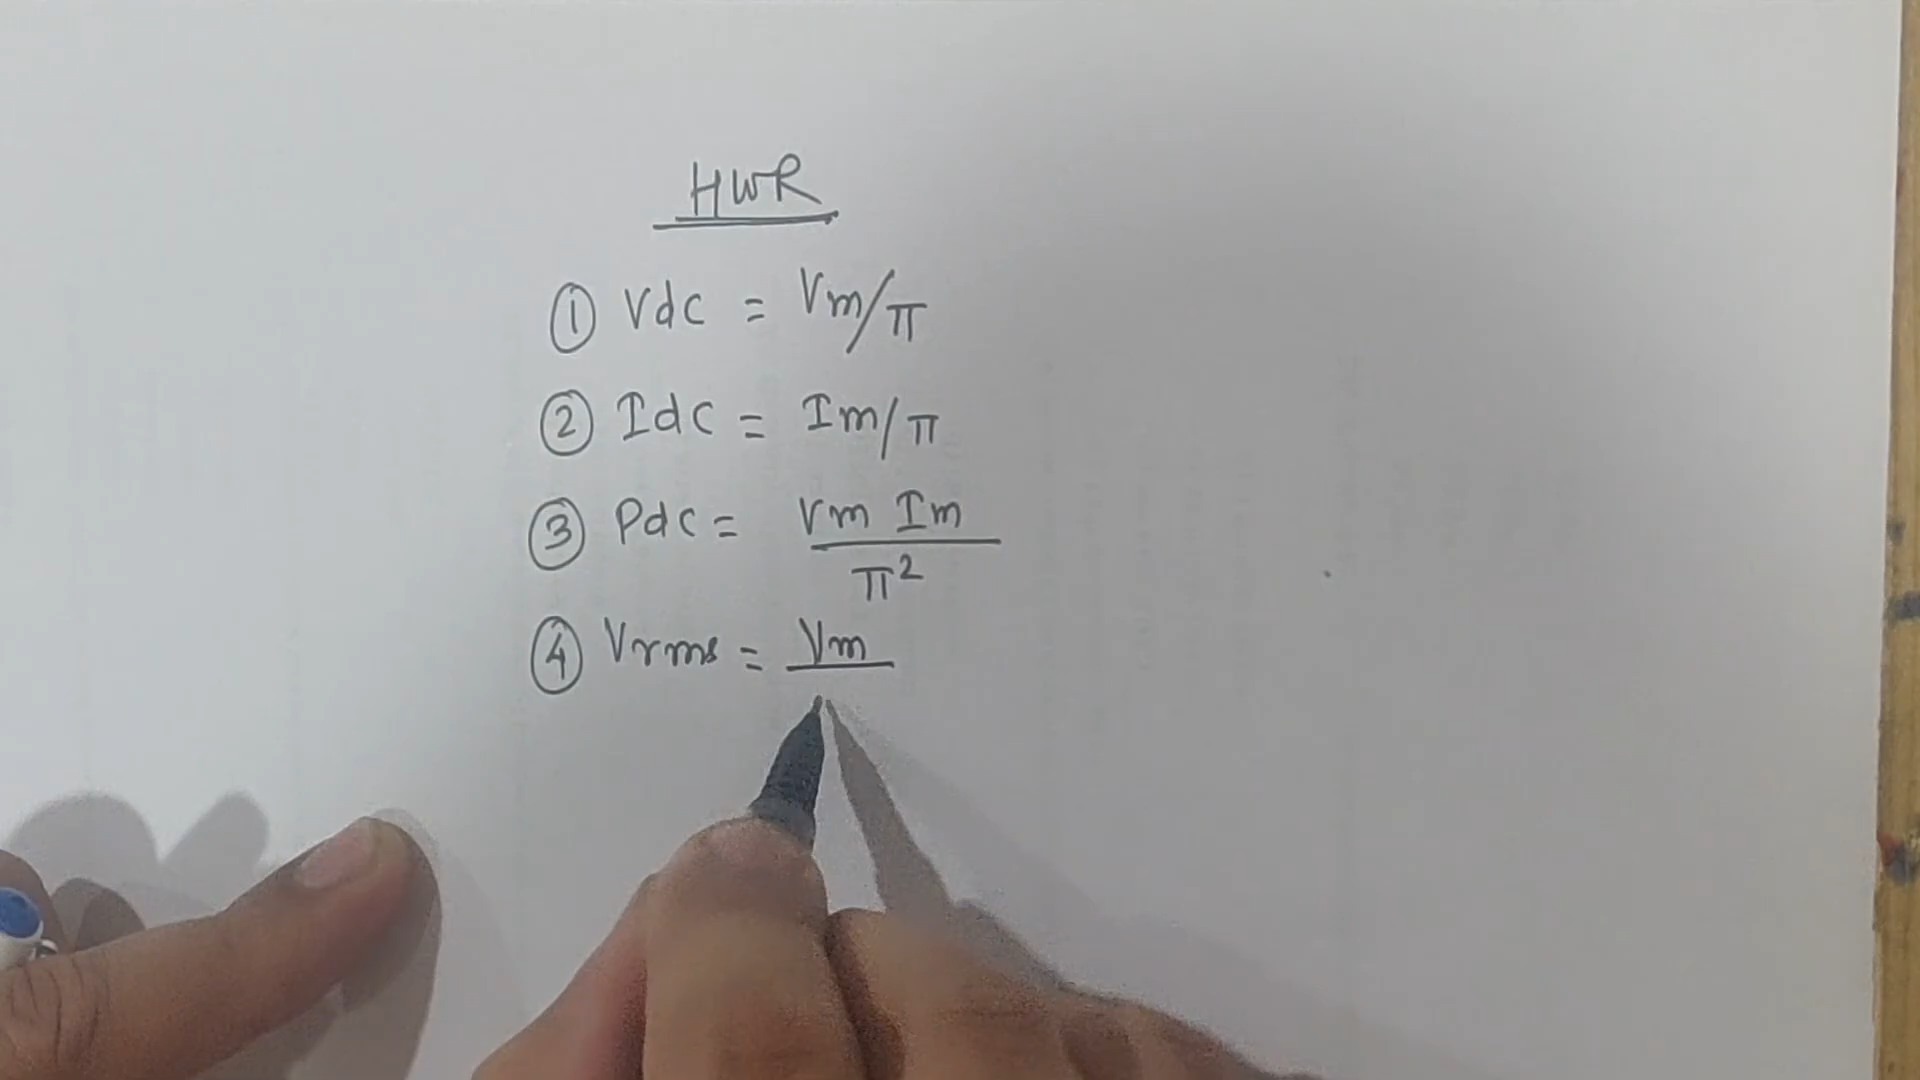 HWR
① Vdc = Vm/π
② Idc = Im/π
③ Pdc = Vm Im
π²
④ Vrms = Vm